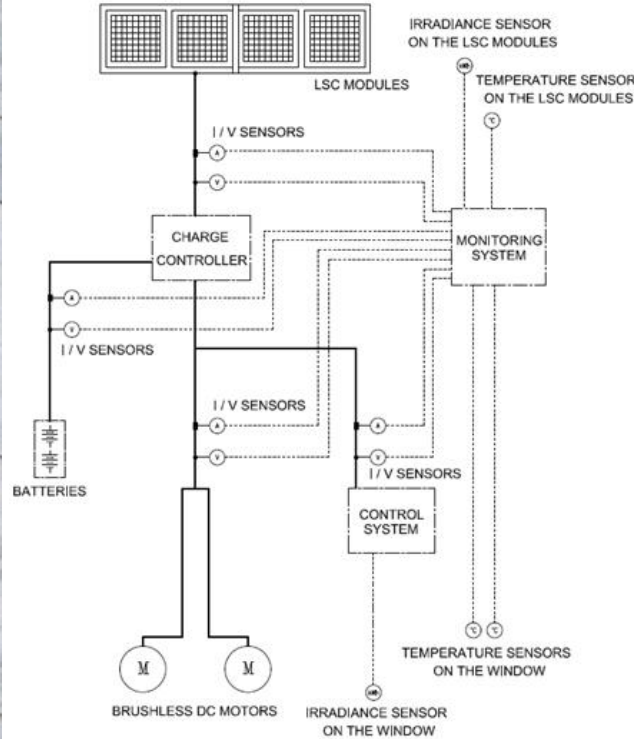 IRRADIANCE SENSOR
ON THE LSC MODULES
TEMPERATURE SENSOR
ON THE LSC MODULES
LSC MODULES
I / V SENSORS
A
°C
V
CHARGE
CONTROLLER
MONITORING
SYSTEM
A
V
I / V SENSORS
I / V SENSORS
A
A
V
V
I / V SENSORS
BATTERIES
CONTROL
SYSTEM
°C
°C
TEMPERATURE SENSORS
ON THE WINDOW
M
M
BRUSHLESS DC MOTORS
IRRADIANCE SENSOR
ON THE WINDOW